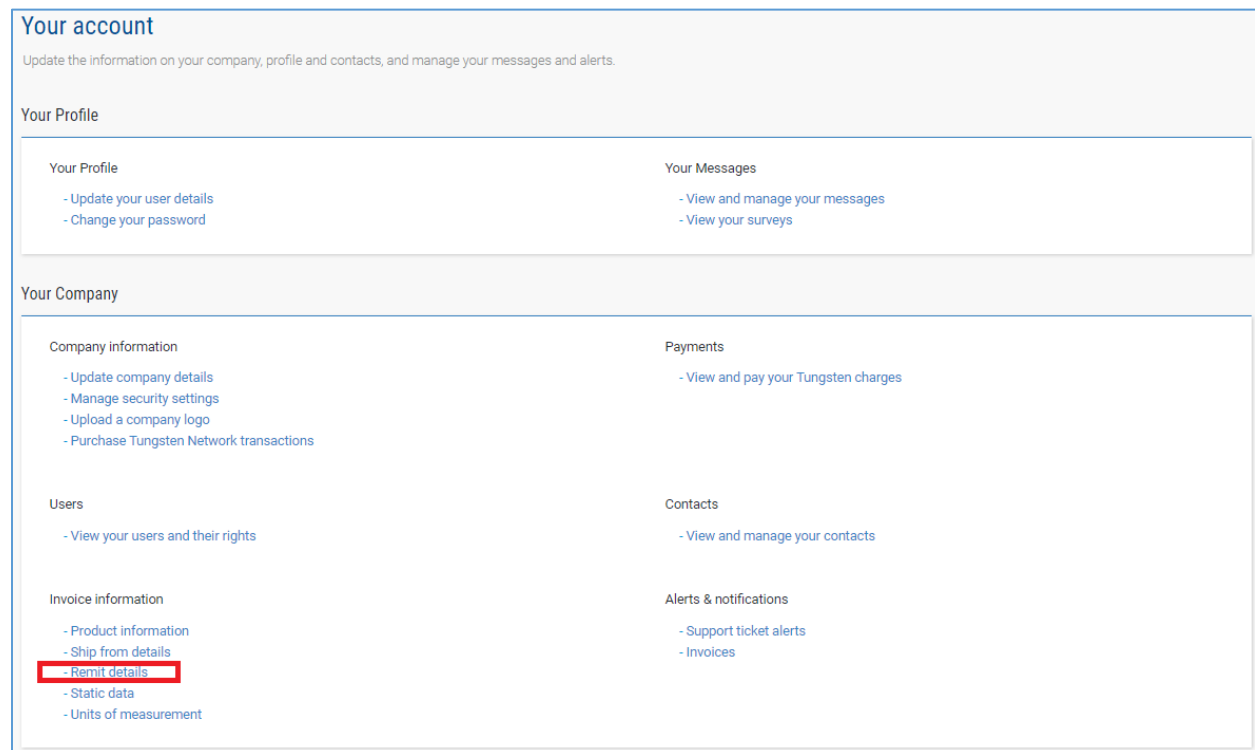 Your account
Update the information on your company, profile and contacts, and manage your messages and alerts.
Your Profile
Your Profile
- Update your user details
- Change your password
Your Messages
- View and manage your messages
- View your surveys
Your Company
Company information
- Update company details
- Manage security settings
- Upload a company logo
- Purchase Tungsten Network transactions
Payments
- View and pay your Tungsten charges
Users
- View your users and their rights
Contacts
- View and manage your contacts
Invoice information
- Product information
- Ship from details
- Remit details
- Static data
- Units of measurement
Alerts & notifications
- Support ticket alerts
- Invoices